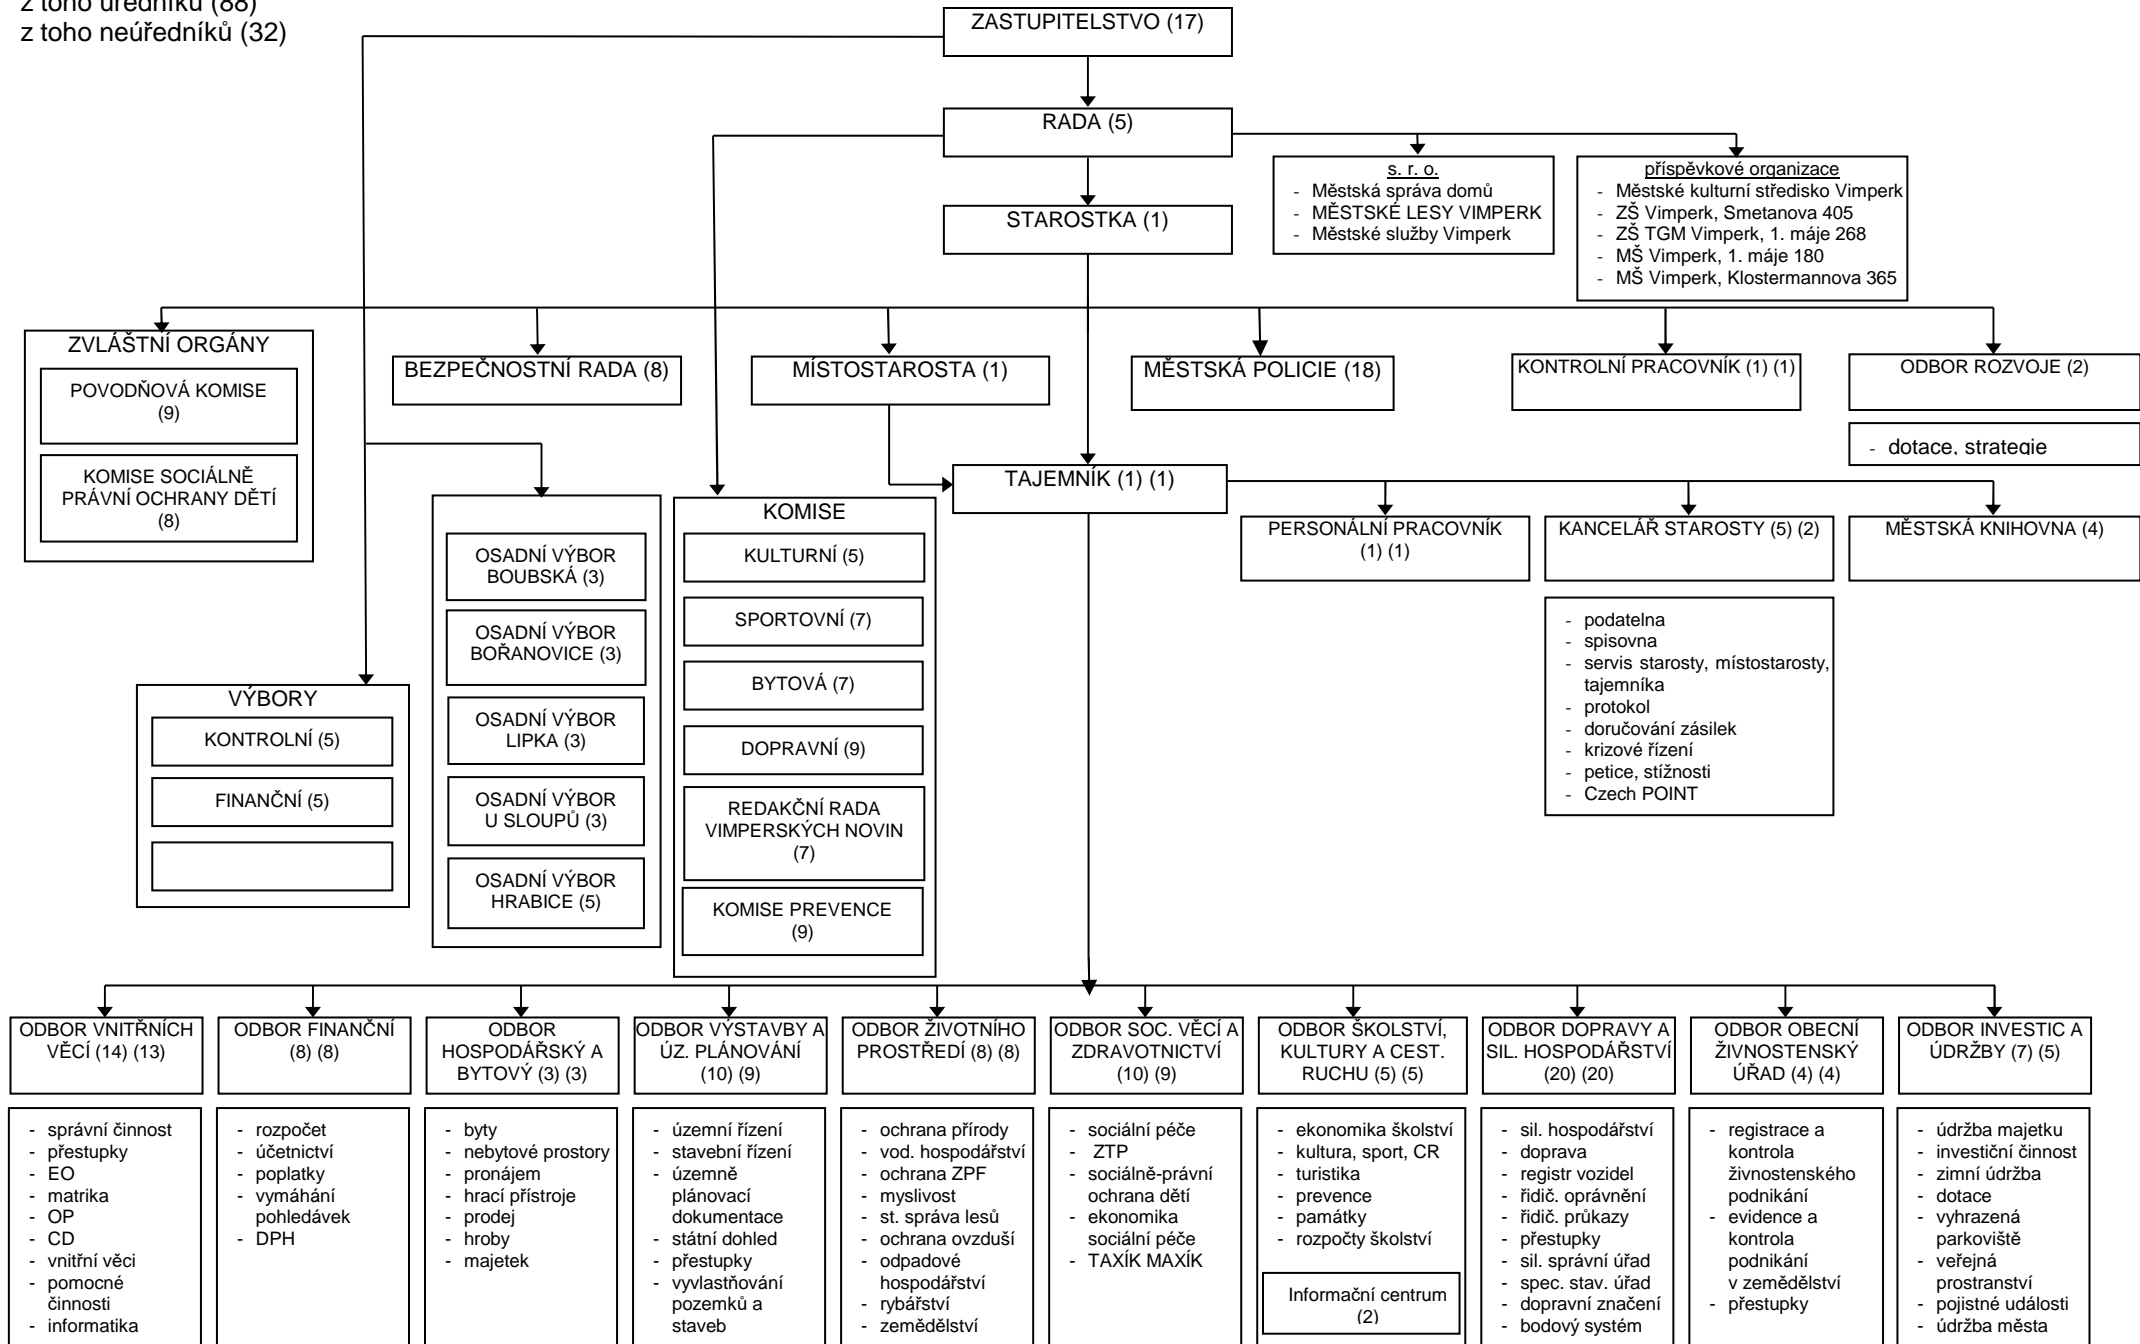 z toho úředníků (88)
z toho neúředníků (32)
ZASTUPITELSTVO (17)
RADA (5)
s. r. o.
- Městská správa domů
- MĚSTSKÉ LESY VIMPERK
- Městské služby Vimperk
příspěvkové organizace
- Městské kulturní středisko Vimperk
- ZŠ Vimperk, Smetanova 405
- ZŠ TGM Vimperk, 1. máje 268
- MŠ Vimperk, 1. máje 180
- MŠ Vimperk, Klostermannova 365
STAROSTKA (1)
ZVLÁŠTNÍ ORGÁNY
POVODŇOVÁ KOMISE
(9)
KOMISE SOCIÁLNĚ
PRÁVNÍ OCHRANY DĚTÍ
(8)
BEZPEČNOSTNÍ RADA (8)
MÍSTOSTAROSTA (1)
MĚSTSKÁ POLICIE (18)
KONTROLNÍ PRACOVNÍK (1) (1)
ODBOR ROZVOJE (2)
- dotace, strategie
TAJEMNÍK (1) (1)
PERSONÁLNÍ PRACOVNÍK
(1) (1)
KANCELÁŘ STAROSTY (5) (2)
MĚSTSKÁ KNIHOVNA (4)
- podatelna
- spisovna
- servis starosty, místostarosty,
tajemníka
- protokol
- doručování zásilek
- krizové řízení
- petice, stížnosti
- Czech POINT
VÝBORY
KONTROLNÍ (5)
FINANČNÍ (5)
OSADNÍ VÝBOR
BOUBSKÁ (3)
OSADNÍ VÝBOR
BOŘANOVICE (3)
OSADNÍ VÝBOR
LIPKA (3)
OSADNÍ VÝBOR
U SLOUPŮ (3)
OSADNÍ VÝBOR
HRABICE (5)
KOMISE
KULTURNÍ (5)
SPORTOVNÍ (7)
BYTOVÁ (7)
DOPRAVNÍ (9)
REDAKČNÍ RADA
VIMPERSKÝCH NOVIN
(7)
KOMISE PREVENCE
(9)
ODBOR VNITŘNÍCH
VĚCÍ (14) (13)
- správní činnost
- přestupky
- EO
- matrika
- OP
- CD
- vnitřní věci
- pomocné
činnosti
- informatika
ODBOR FINANČNÍ
(8) (8)
- rozpočet
- účetnictví
- poplatky
- vymáhání
pohledávek
- DPH
ODBOR
HOSPODÁŘSKÝ A
BYTOVÝ (3) (3)
- byty
- nebytové prostory
- pronájem
- hrací přístroje
- prodej
- hroby
- majetek
ODBOR VÝSTAVBY A
ÚZ. PLÁNOVÁNÍ
(10) (9)
- územní řízení
- stavební řízení
- územně
plánovací
dokumentace
- státní dohled
- přestupky
- vyvlastňování
pozemků a
staveb
ODBOR ŽIVOTNÍHO
PROSTŘEDÍ (8) (8)
- ochrana přírody
- vod. hospodářství
- ochrana ZPF
- myslivost
- st. správa lesů
- ochrana ovzduší
- odpadové
hospodářství
- rybářství
- zemědělství
ODBOR SOC. VĚCÍ A
ZDRAVOTNICTVÍ
(10) (9)
- sociální péče
- ZTP
- sociálně-právní
ochrana dětí
- ekonomika
sociální péče
- TAXÍK MAXÍK
ODBOR ŠKOLSTVÍ,
KULTURY A CEST.
RUCHU (5) (5)
- ekonomika školství
- kultura, sport, CR
- turistika
- prevence
- památky
- rozpočty školství
Informační centrum
(2)
ODBOR DOPRAVY A
SIL. HOSPODÁŘSTVÍ
(20) (20)
- sil. hospodářství
- doprava
- registr vozidel
- řidič. oprávnění
- řidič. průkazy
- přestupky
- sil. správní úřad
- spec. stav. úřad
- dopravní značení
- bodový systém
ODBOR OBECNÍ
ŽIVNOSTENSKÝ
ÚŘAD (4) (4)
- registrace a
kontrola
živnostenského
podnikání
- evidence a
kontrola
podnikání
v zemědělství
- přestupky
ODBOR INVESTIC A
ÚDRŽBY (7) (5)
- údržba majetku
- investiční činnost
- zimní údržba
- dotace
- vyhrazená
parkoviště
- veřejná
prostranství
- pojistné události
- údržba města